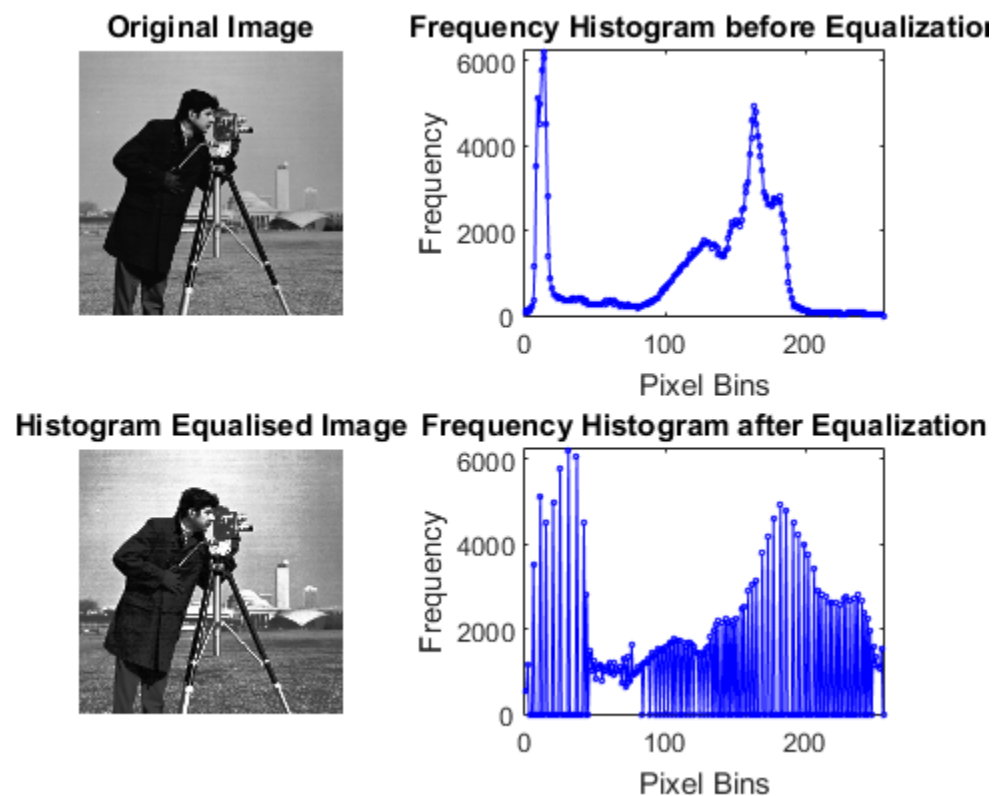 Original Image
Frequency Histogram before Equalizatio
6000
4000
2000
0
Frequency
0 100 200
Pixel Bins
Histogram Equalised Image
Frequency Histogram after Equalization
6000
4000
2000
0
Frequency
0 100 200
Pixel Bins